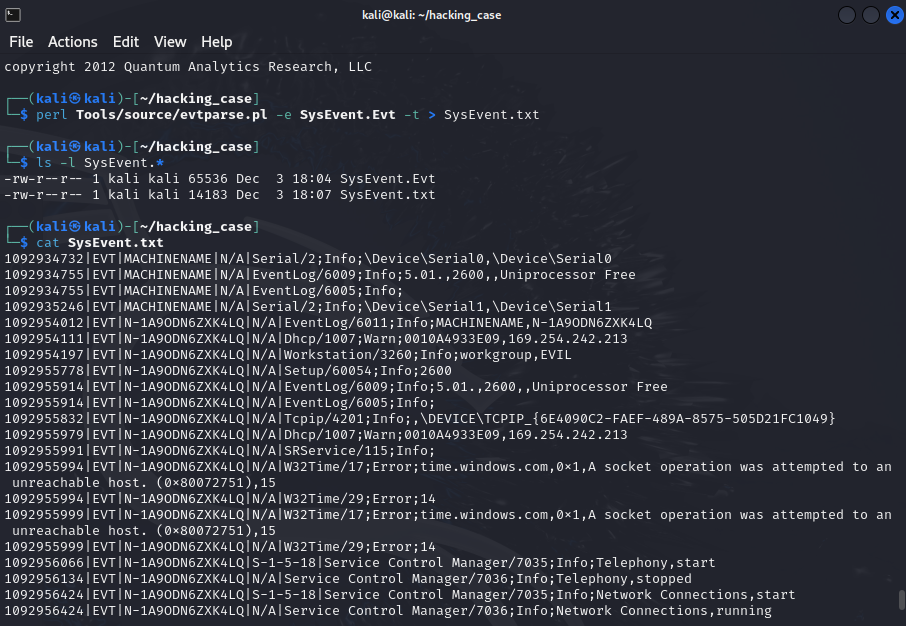 kali@kali: ~/hacking_case
File Actions Edit View Help
copyright 2012 Quantum Analytics Research, LLC
┌──(kali㉿kali)-[~/hacking_case]
└─$ perl Tools/source/evtparse.pl -e SysEvent.Evt -t > SysEvent.txt
┌──(kali㉿kali)-[~/hacking_case]
└─$ ls -l SysEvent.*
-rw-r--r-- 1 kali kali 65536 Dec  3 18:04 SysEvent.Evt
-rw-r--r-- 1 kali kali 14183 Dec  3 18:07 SysEvent.txt
┌──(kali㉿kali)-[~/hacking_case]
└─$ cat SysEvent.txt
1092934732|EVT|MACHINENAME|N/A|Serial/2;Info;\Device\Serial0,\Device\Serial0
1092934755|EVT|MACHINENAME|N/A|EventLog/6009;Info;5.01.,2600,,Uniprocessor Free
1092934755|EVT|MACHINENAME|N/A|EventLog/6005;Info;
1092935246|EVT|MACHINENAME|N/A|Serial/2;Info;\Device\Serial1,\Device\Serial1
1092954012|EVT|N-1A9ODN6ZXK4LQ|N/A|EventLog/6011;Info;MACHINENAME,N-1A9ODN6ZXK4LQ
1092954111|EVT|N-1A9ODN6ZXK4LQ|N/A|Dhcp/1007;Warn;0010A4933E09,169.254.242.213
1092954197|EVT|N-1A9ODN6ZXK4LQ|N/A|Workstation/3260;Info;workgroup,EVIL
1092955778|EVT|N-1A9ODN6ZXK4LQ|N/A|Setup/60054;Info;2600
1092955914|EVT|N-1A9ODN6ZXK4LQ|N/A|EventLog/6009;Info;5.01.,2600,,Uniprocessor Free
1092955914|EVT|N-1A9ODN6ZXK4LQ|N/A|EventLog/6005;Info;
1092955832|EVT|N-1A9ODN6ZXK4LQ|N/A|Tcpip/4201;Info;,\DEVICE\TCPIP_{6E4090C2-FAEF-489A-8575-505D21FC1049}
1092955979|EVT|N-1A9ODN6ZXK4LQ|N/A|Dhcp/1007;Warn;0010A4933E09,169.254.242.213
1092955991|EVT|N-1A9ODN6ZXK4LQ|N/A|SRService/115;Info;
1092955994|EVT|N-1A9ODN6ZXK4LQ|N/A|W32Time/17;Error;time.windows.com,0×1,A socket operation was attempted to an
unreachable host. (0×80072751),15
1092955994|EVT|N-1A9ODN6ZXK4LQ|N/A|W32Time/29;Error;14
1092955999|EVT|N-1A9ODN6ZXK4LQ|N/A|W32Time/17;Error;time.windows.com,0×1,A socket operation was attempted to an
unreachable host. (0×80072751),15
1092955999|EVT|N-1A9ODN6ZXK4LQ|N/A|W32Time/29;Error;14
1092956066|EVT|N-1A9ODN6ZXK4LQ|S-1-5-18|Service Control Manager/7035;Info;Telephony,start
1092956134|EVT|N-1A9ODN6ZXK4LQ|N/A|Service Control Manager/7036;Info;Telephony,stopped
1092956424|EVT|N-1A9ODN6ZXK4LQ|S-1-5-18|Service Control Manager/7035;Info;Network Connections,start
1092956424|EVT|N-1A9ODN6ZXK4LQ|N/A|Service Control Manager/7036;Info;Network Connections,running